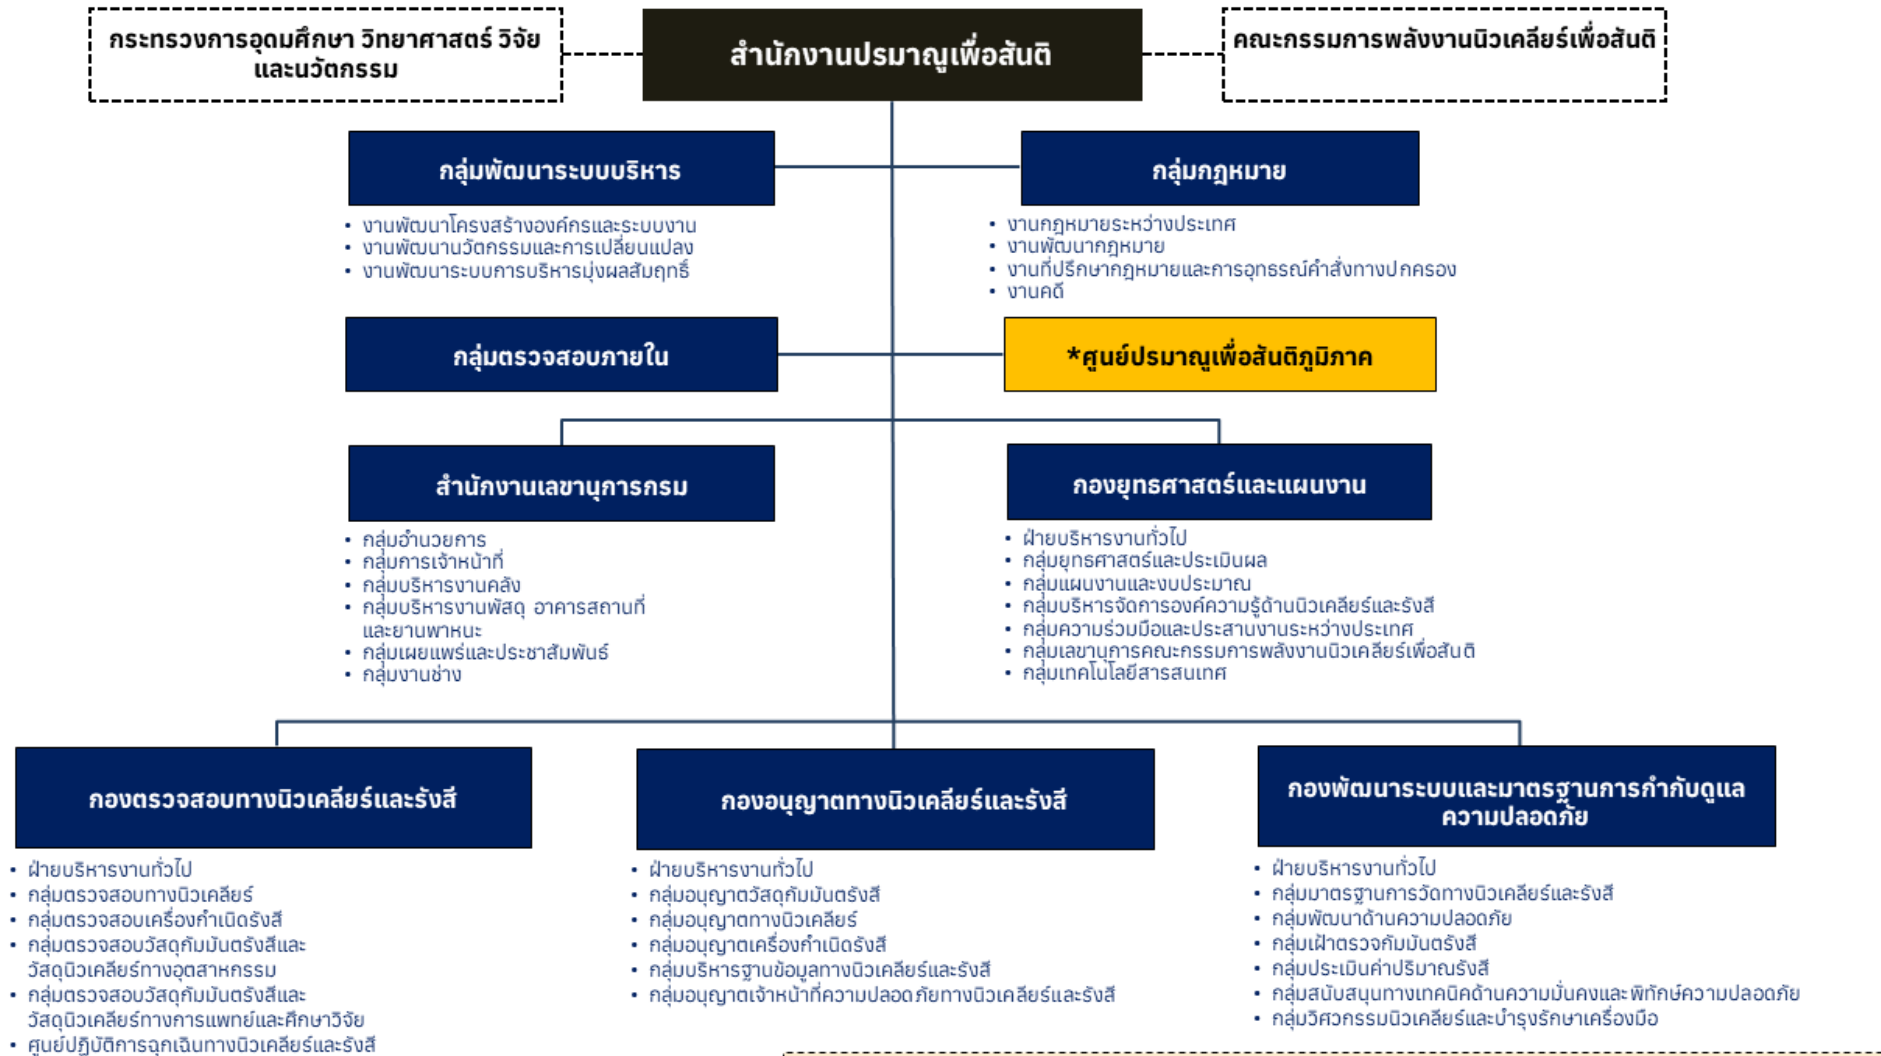 กระทรวงการอุดมศึกษา วิทยาศาสตร์ วิจัย
และนวัตกรรม
สำนักงานปรมาณูเพื่อสันติ
คณะกรรมการพลังงานนิวเคลียร์เพื่อสันติ
กลุ่มพัฒนาระบบบริหาร
• งานพัฒนาโครงสร้างองค์กรและระบบงาน
• งานพัฒนานวัตกรรมและการเปลี่ยนแปลง
• งานพัฒนาระบบการบริหารมุ่งผลสัมฤทธิ์
กลุ่มกฎหมาย
• งานกฎหมายระหว่างประเทศ
• งานพัฒนากฎหมาย
• งานที่ปรึกษากฎหมายและการอุทธรณ์คำสั่งทางปกครอง
• งานคดี
กลุ่มตรวจสอบภายใน
*ศูนย์ปรมาณูเพื่อสันติภูมิภาค
สำนักงานเลขานุการกรม
• กลุ่มอำนวยการ
• กลุ่มการเจ้าหน้าที่
• กลุ่มบริหารงานคลัง
• กลุ่มบริหารงานพัสดุ อาคารสถานที่
และยานพาหนะ
• กลุ่มเผยแพร่และประชาสัมพันธ์
• กลุ่มงานช่าง
กองยุทธศาสตร์และแผนงาน
• ฝ่ายบริหารงานทั่วไป
• กลุ่มยุทธศาสตร์และประเมินผล
• กลุ่มแผนงานและงบประมาณ
• กลุ่มบริหารจัดการองค์ความรู้ด้านนิวเคลียร์และรังสี
• กลุ่มความร่วมมือและประสานงานระหว่างประเทศ
• กลุ่มเลขานุการคณะกรรมการพลังงานนิวเคลียร์เพื่อสันติ
• กลุ่มเทคโนโลยีสารสนเทศ
กองตรวจสอบทางนิวเคลียร์และรังสี
• ฝ่ายบริหารงานทั่วไป
• กลุ่มตรวจสอบทางนิวเคลียร์
• กลุ่มตรวจสอบเครื่องกำเนิดรังสี
• กลุ่มตรวจสอบวัสดุกัมมันตรังสีและ
วัสดุนิวเคลียร์ทางอุตสาหกรรม
• กลุ่มตรวจสอบวัสดุกัมมันตรังสีและ
วัสดุนิวเคลียร์ทางการแพทย์และศึกษาวิจัย
• ศูนย์ปฏิบัติการฉุกเฉินทางนิวเคลียร์และรังสี
กองอนุญาตทางนิวเคลียร์และรังสี
• ฝ่ายบริหารงานทั่วไป
• กลุ่มอนุญาตวัสดุกัมมันตรังสี
• กลุ่มอนุญาตทางนิวเคลียร์
• กลุ่มอนุญาตเครื่องกำเนิดรังสี
• กลุ่มบริหารฐานข้อมูลทางนิวเคลียร์และรังสี
• กลุ่มอนุญาตเจ้าหน้าที่ความปลอดภัยทางนิวเคลียร์และรังสี
กองพัฒนาระบบและมาตรฐานการกำกับดูแล
ความปลอดภัย
• ฝ่ายบริหารงานทั่วไป
• กลุ่มมาตรฐานการวัดทางนิวเคลียร์และรังสี
• กลุ่มพัฒนาด้านความปลอดภัย
• กลุ่มเฝ้าตรวจกัมมันตรังสี
• กลุ่มประเมินค่าปริมาณรังสี
• กลุ่มสนับสนุนทางเทคนิคด้านความมั่นคงและพิทักษ์ความปลอดภัย
• กลุ่มวิศวกรรมนิวเคลียร์และบำรุงรักษาเครื่องมือ